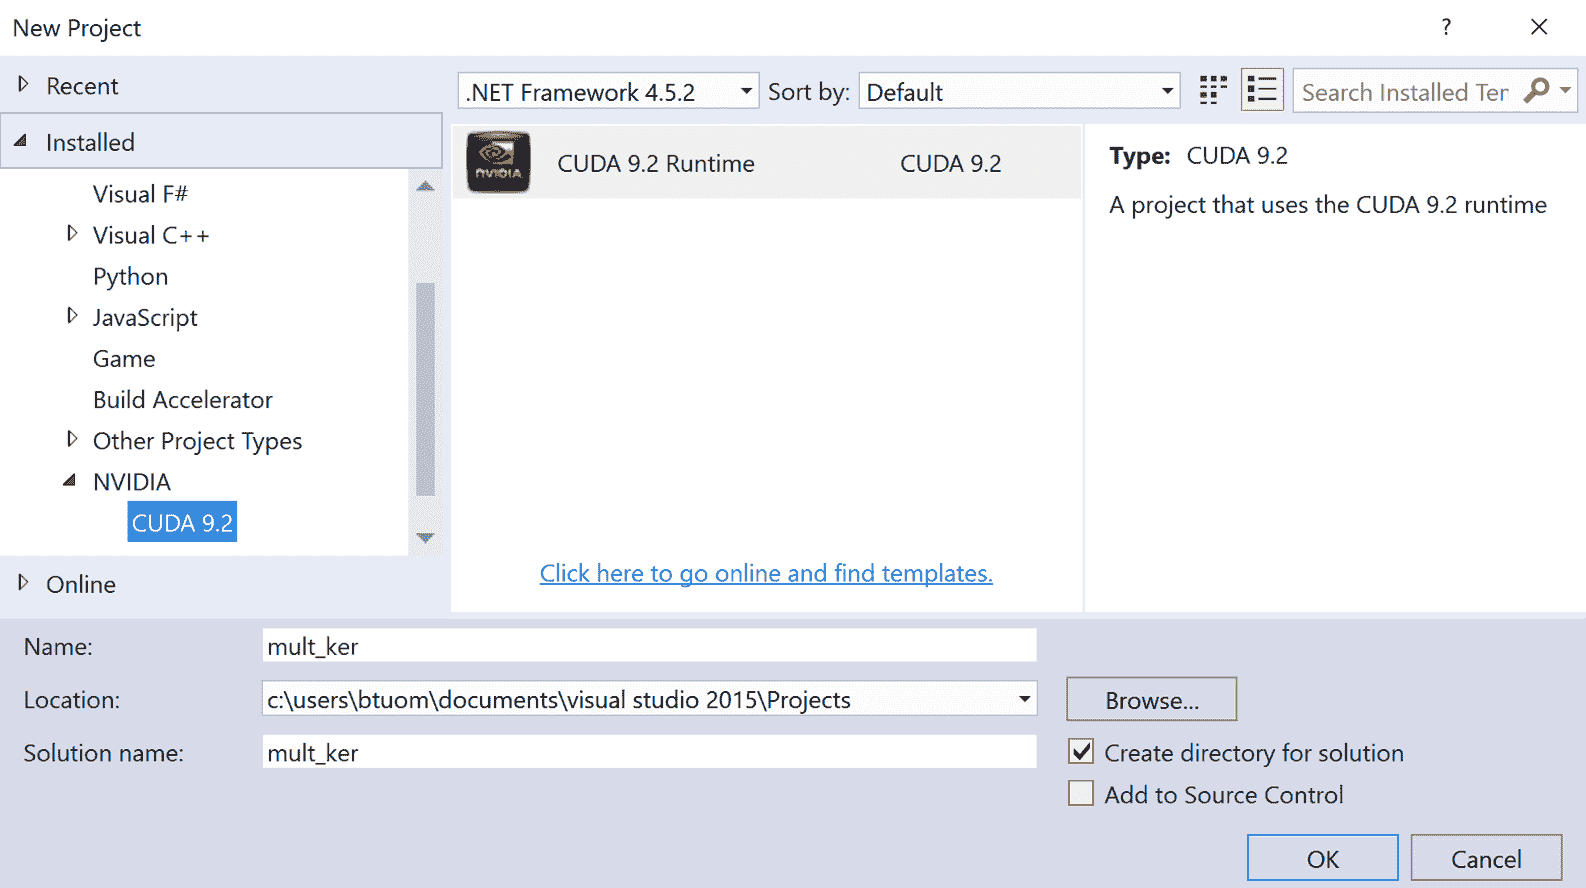 New Project
?
Recent
.NET Framework 4.5.2
Sort by:
Default
Search Installed Ter
Installed
Visual F#
Visual C++
Python
JavaScript
Game
Build Accelerator
Other Project Types
NVIDIA
CUDA 9.2
Online
NVIDIA
CUDA 9.2 Runtime
CUDA 9.2
Click here to go online and find templates.
Type: CUDA 9.2
A project that uses the CUDA 9.2 runtime
Name:
mult_ker
Location:
c:\users\btuom\documents\visual studio 2015\Projects
Browse...
Solution name:
mult_ker
Create directory for solution
Add to Source Control
OK
Cancel